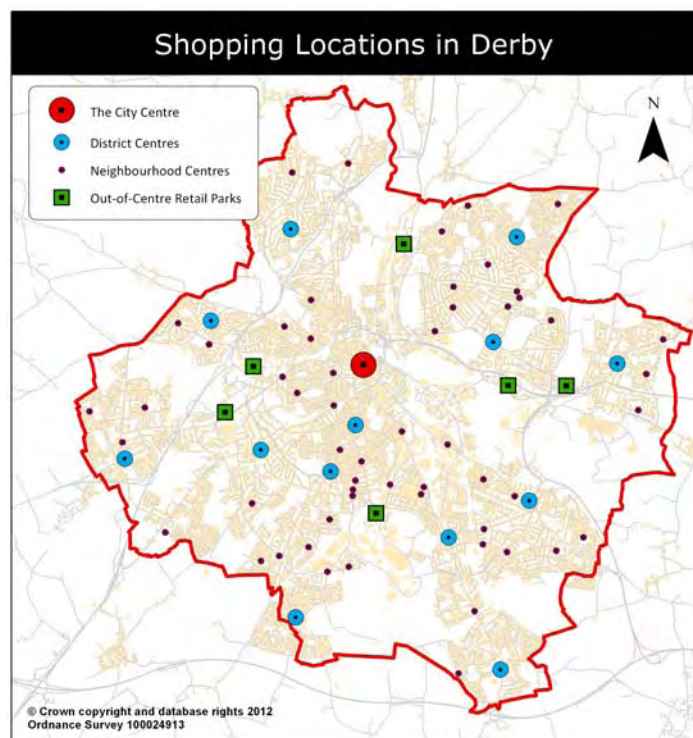 Shopping Locations in Derby
The City Centre
District Centres
Neighbourhood Centres
Out-of-Centre Retail Parks
N
© Crown copyright and database rights 2012
Ordnance Survey 100024913